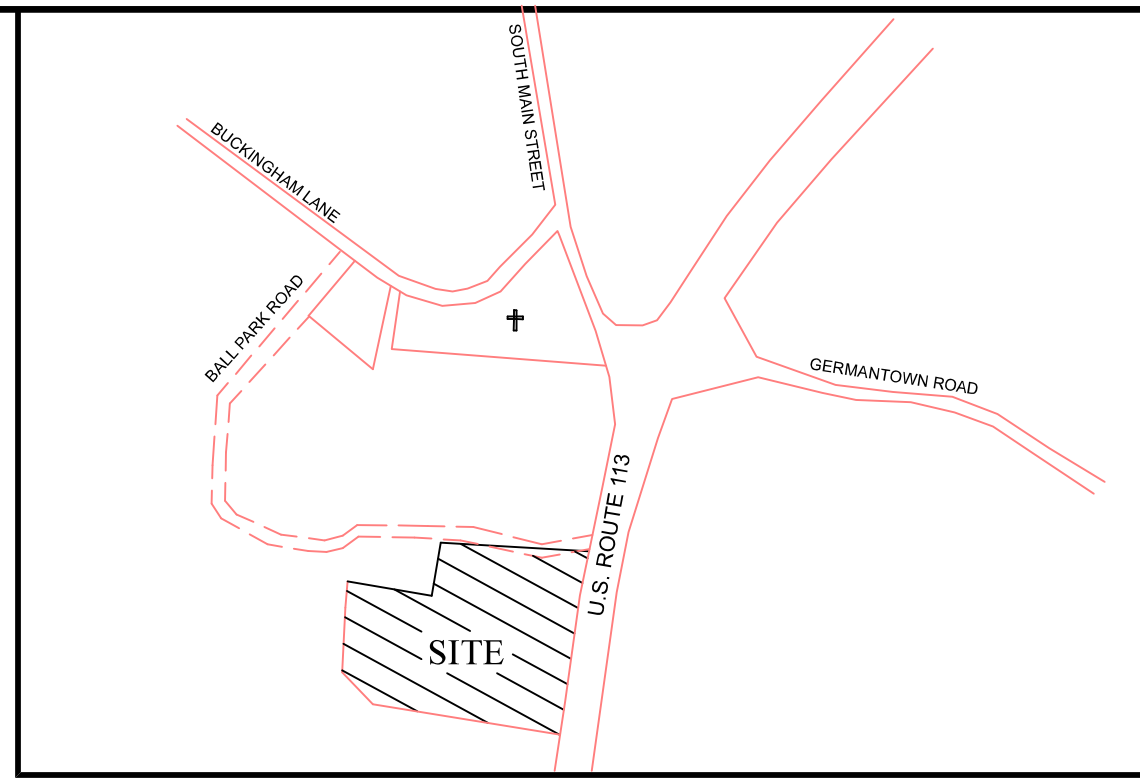 SOUTH MAIN STREET
BUCKINGHAM LANE
BALL PARK ROAD
GERMANTOWN ROAD
U.S. ROUTE 113
SITE